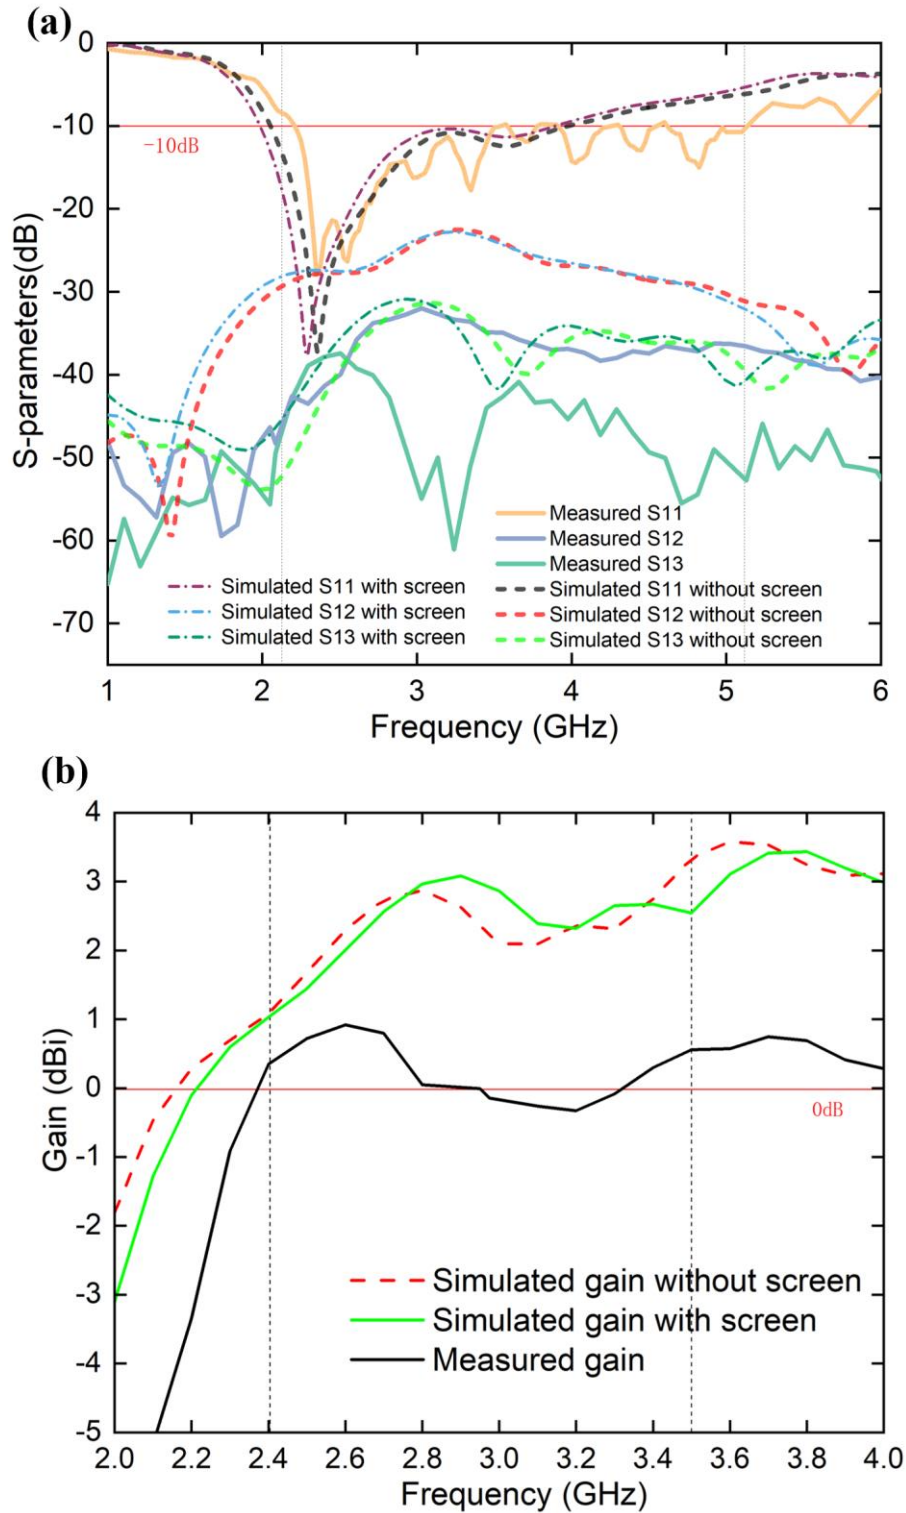 (a)
0
-10
-20
-30
-40
-50
-60
-70
S-parameters(dB)
-10dB
Measured S11
Measured S12
Measured S13
Simulated S11 with screen
Simulated S11 without screen
Simulated S12 with screen
Simulated S12 without screen
Simulated S13 with screen
Simulated S13 without screen
1 2 3 4 5 6
Frequency (GHz)
(b)
4
3
2
1
0
-1
-2
-3
-4
-5
Gain (dBi)
0dB
Simulated gain without screen
Simulated gain with screen
Measured gain
2.0 2.2 2.4 2.6 2.8 3.0 3.2 3.4 3.6 3.8 4.0
Frequency (GHz)